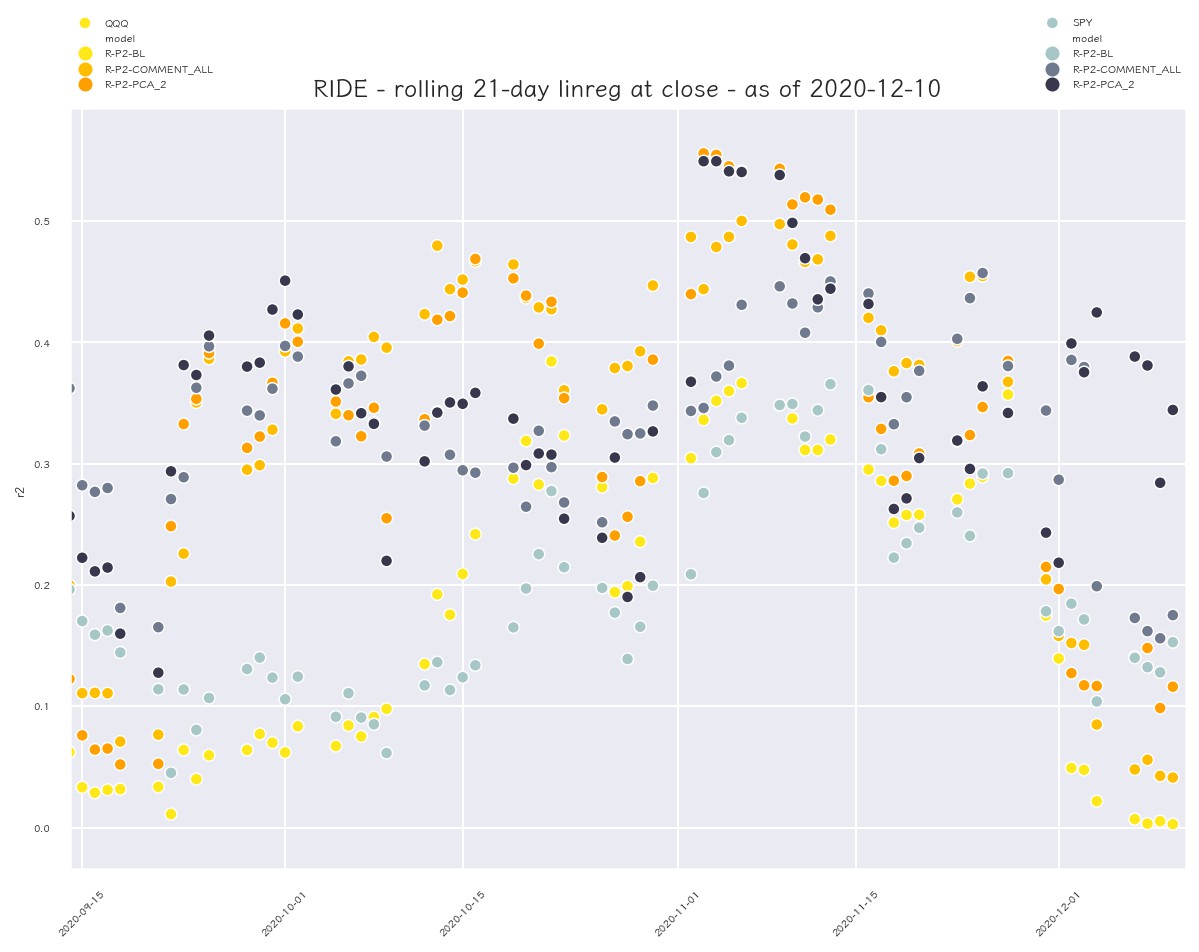 QQQ
model
R-P2-BL
R-P2-COMMENT_ALL
R-P2-PCA_2
SPY
model
R-P2-BL
R-P2-COMMENT_ALL
R-P2-PCA_2
RIDE - rolling 21-day linreg at close - as of 2020-12-10
r2
0.5
0.4
0.3
0.2
0.1
0.0
2020-09-15
2020-10-01
2020-10-15
2020-11-01
2020-11-15
2020-12-01